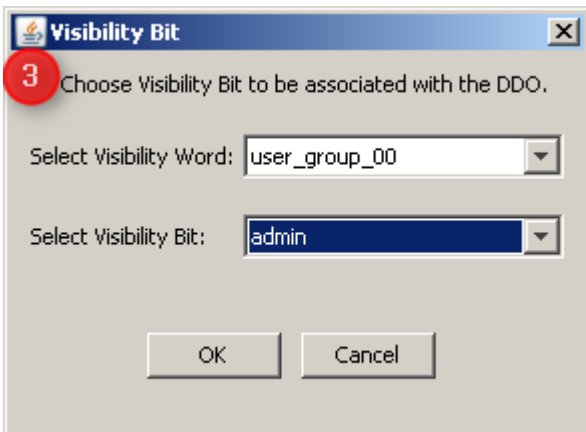 Visibility Bit
3
Choose Visibility Bit to be associated with the DDO.
Select Visibility Word: user_group_00
Select Visibility Bit: admin
OK Cancel